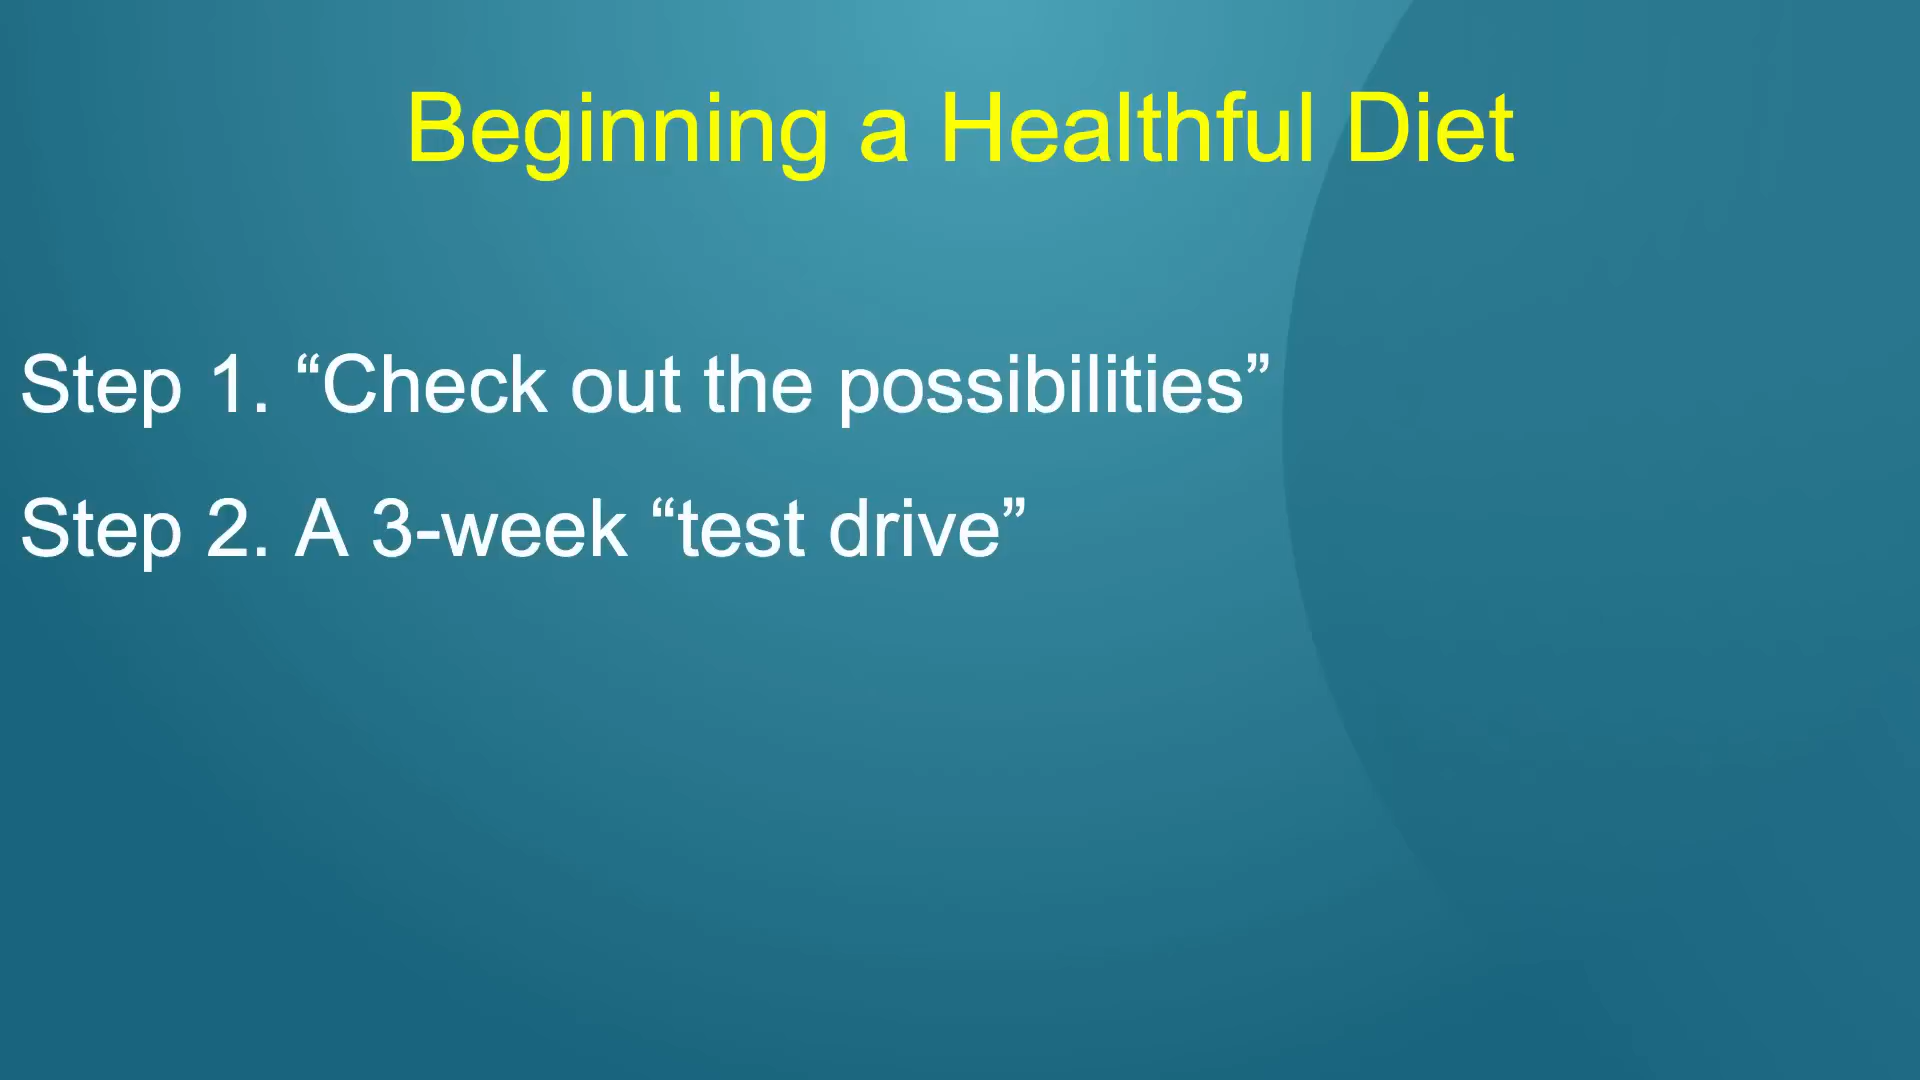 Beginning a Healthful Diet
Step 1. “Check out the possibilities”
Step 2. A 3-week “test drive”